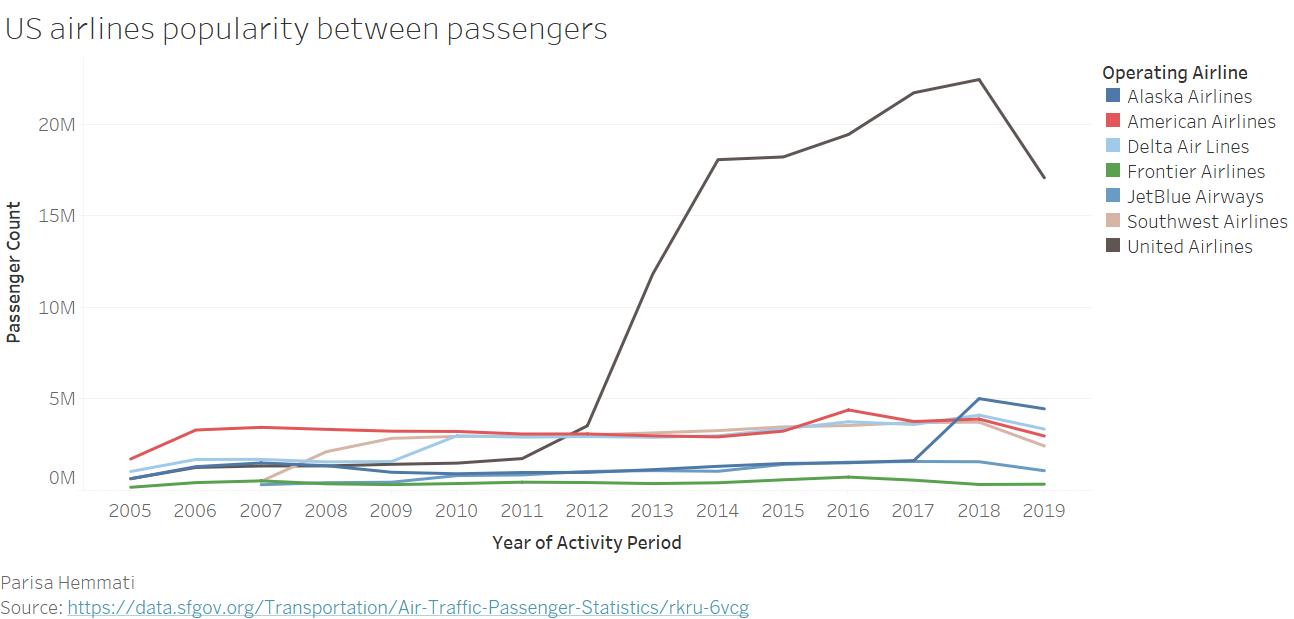 US airlines popularity between passengers
Operating Airline
Alaska Airlines
American Airlines
Delta Air Lines
Frontier Airlines
JetBlue Airways
Southwest Airlines
United Airlines
Passenger Count
20M
15M
10M
5M
0M
2005 2006 2007 2008 2009 2010 2011 2012 2013 2014 2015 2016 2017 2018 2019
Year of Activity Period
Parisa Hemmati
Source: https://data.sfgov.org/Transportation/Air-Traffic-Passenger-Statistics/rkru-6vcg